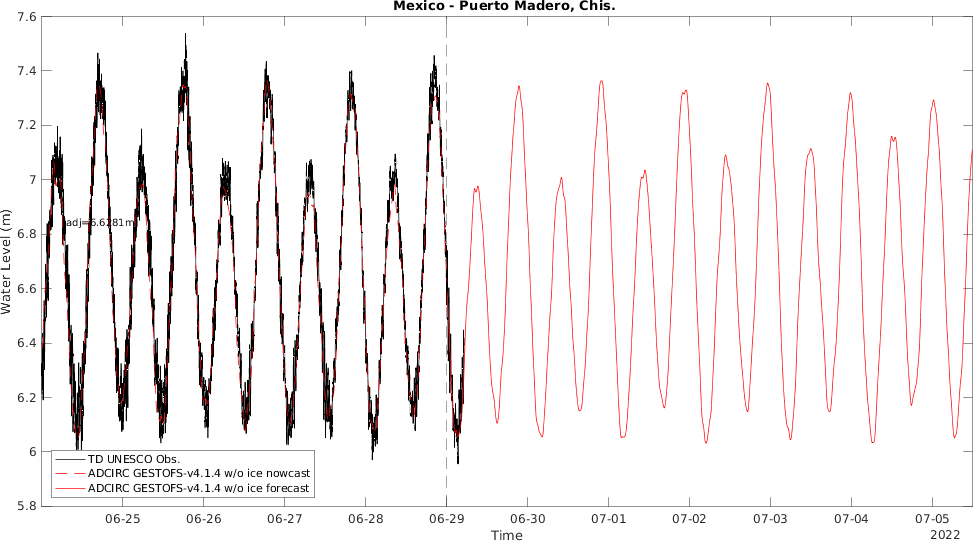 Mexico - Puerto Madero, Chis.
7.6
7.4
7.2
7
6.8
6.6
6.4
6.2
6
5.8
Water Level (m)
adj=6.6281m
TD UNESCO Obs.
ADCIRC GESTOFS-v4.1.4 w/o ice nowcast
ADCIRC GESTOFS-v4.1.4 w/o ice forecast
06-25 06-26 06-27 06-28 06-29 06-30 07-01 07-02 07-03 07-04 07-05
Time
2022